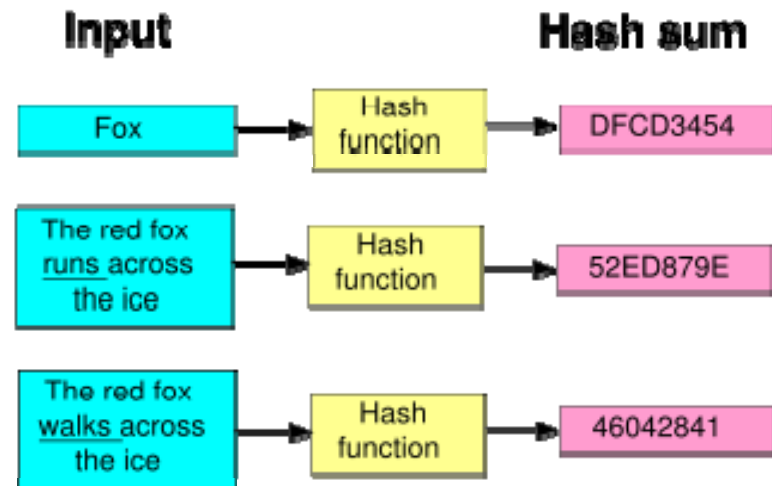 Input
Hash sum
Fox
Hash
function
DFCD3454
The red fox
runs across
the ice
Hash
function
52ED879E
The red fox
walks across
the ice
Hash
function
46042841